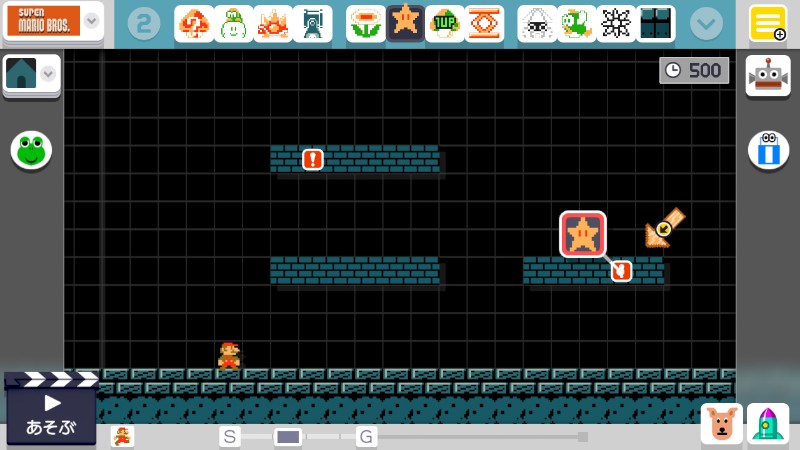 SUPER
MARIO BROS.
2
1UP
500
!
あそぶ
S
G